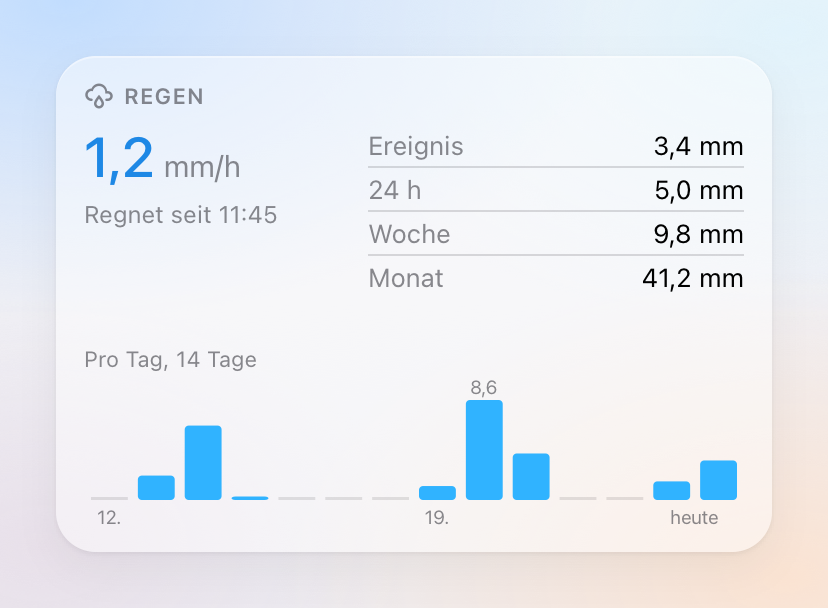 REGEN
1,2 mm/h
Regnet seit 11:45
Ereignis 3,4 mm
24 h 5,0 mm
Woche 9,8 mm
Monat 41,2 mm
Pro Tag, 14 Tage
8,6
12. 19. heute